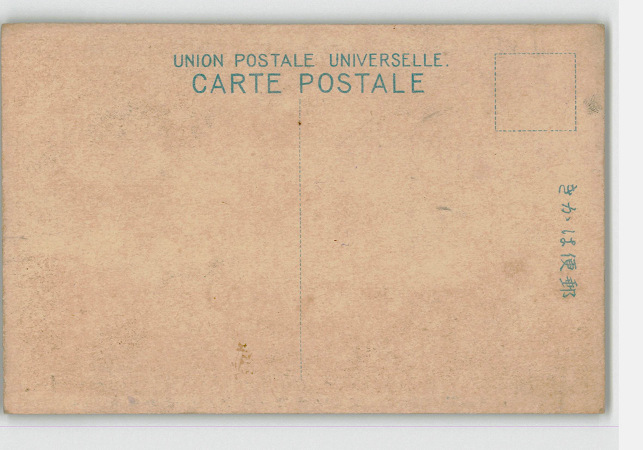 UNION POSTALE UNIVERSELLE.
CARTE POSTALE
郵便はかき